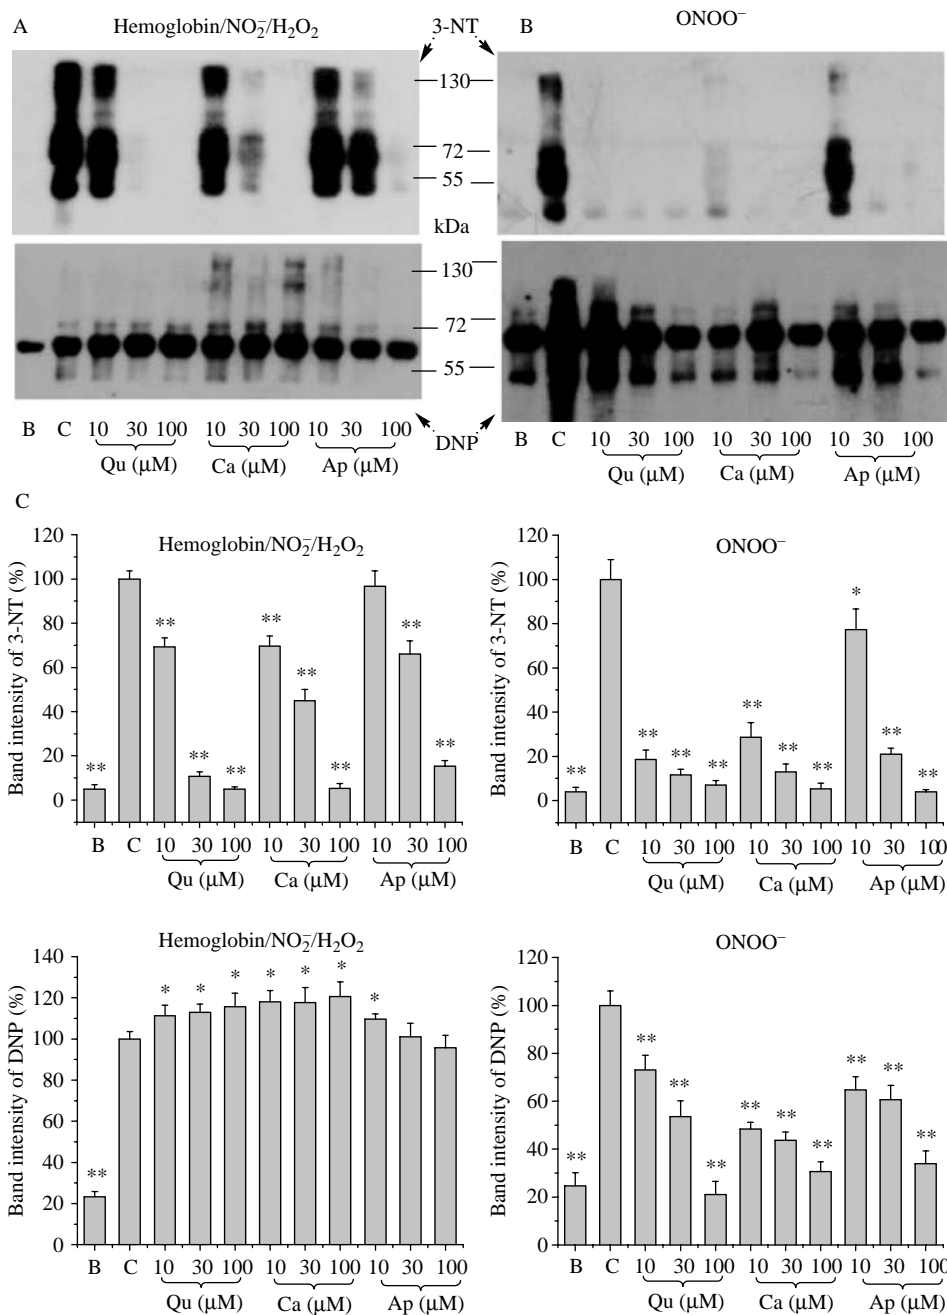 A Hemoglobin/NO₂⁻/H₂O₂ 3-NT B ONOO⁻
130
72
55
kDa
130
72
55
DNP
B C 10 30 100 10 30 100 10 30 100
Qu (μM) Ca (μM) Ap (μM)
B C 10 30 100 10 30 100 10 30 100
Qu (μM) Ca (μM) Ap (μM)
C
Hemoglobin/NO₂⁻/H₂O₂
Band intensity of 3-NT (%)
120
100
80
60
40
20
0
** ** ** ** ** ** ** ** **
B C 10 30 100 10 30 100 10 30 100
Qu (μM) Ca (μM) Ap (μM)
ONOO⁻
Band intensity of 3-NT (%)
120
100
80
60
40
20
0
** ** ** ** ** ** ** * ** **
B C 10 30 100 10 30 100 10 30 100
Qu (μM) Ca (μM) Ap (μM)
Hemoglobin/NO₂⁻/H₂O₂
Band intensity of DNP (%)
140
120
100
80
60
40
20
0
** * * * * * * *
B C 10 30 100 10 30 100 10 30 100
Qu (μM) Ca (μM) Ap (μM)
ONOO⁻
Band intensity of DNP (%)
120
100
80
60
40
20
0
** ** ** ** ** ** ** ** ** **
B C 10 30 100 10 30 100 10 30 100
Qu (μM) Ca (μM) Ap (μM)